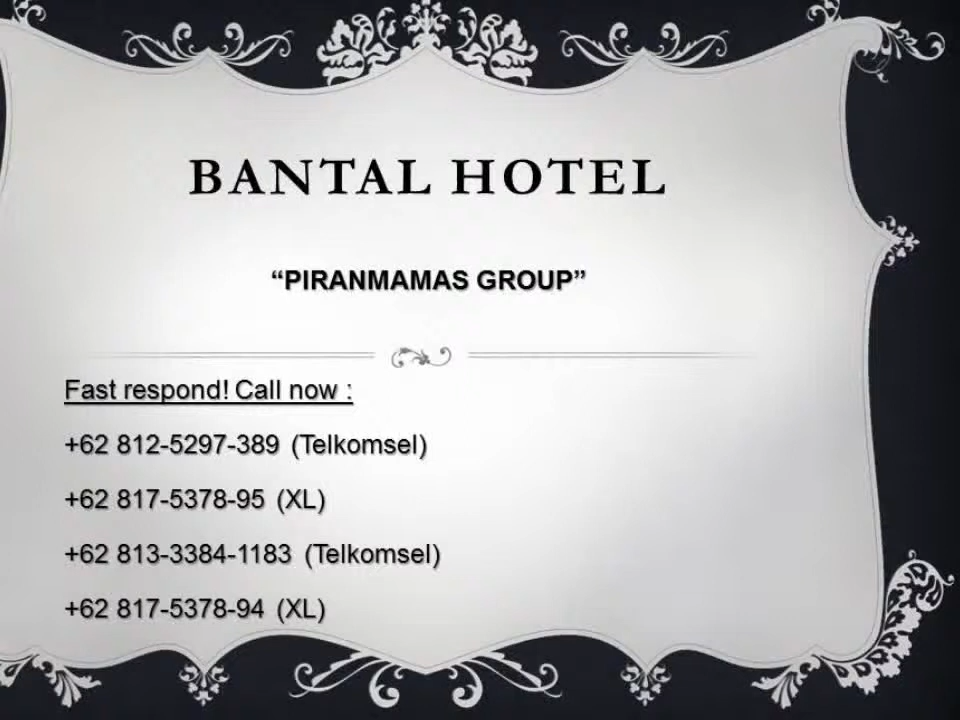 BANTAL HOTEL
“PIRANMAMAS GROUP”
Fast respond! Call now :
+62 812-5297-389 (Telkomsel)
+62 817-5378-95 (XL)
+62 813-3384-1183 (Telkomsel)
+62 817-5378-94 (XL)